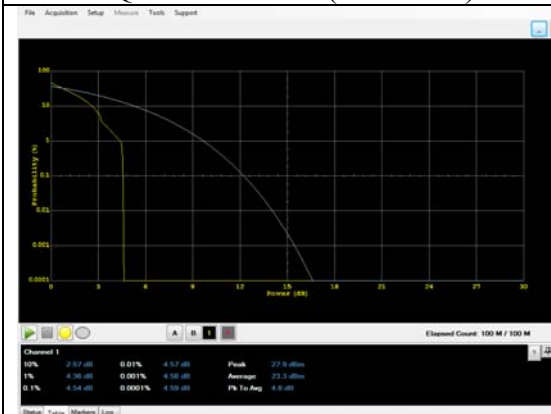 File Acquisition Setup Measure Tools Support
100
10
1
0.1
0.01
0.001
0.0001
Probability (%)
0 3 6 9 12 15 18 21 24 27 30
Power (dB)
A B 1
Elapsed Count: 100 M / 100 M
Channel 1
10% 2.57 dB 0.01% 4.57 dB Peak 27.9 dBm
1% 4.36 dB 0.001% 4.58 dB Average 23.3 dBm
0.1% 4.54 dB 0.0001% 4.59 dB Pk To Avg 4.6 dB
Status Table Markers Log